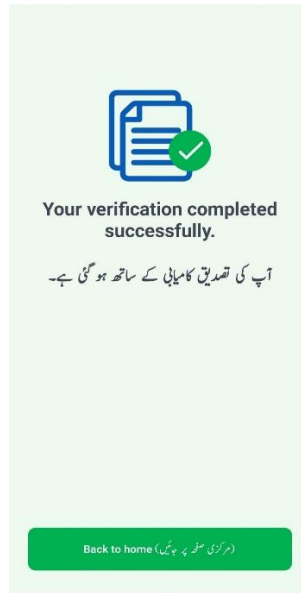 Your verification completed
successfully.
آپ کی تصدیق کامیابی کے ساتھ ہو گئی ہے۔
Back to home (مرکزی صفحہ پر جائیں)